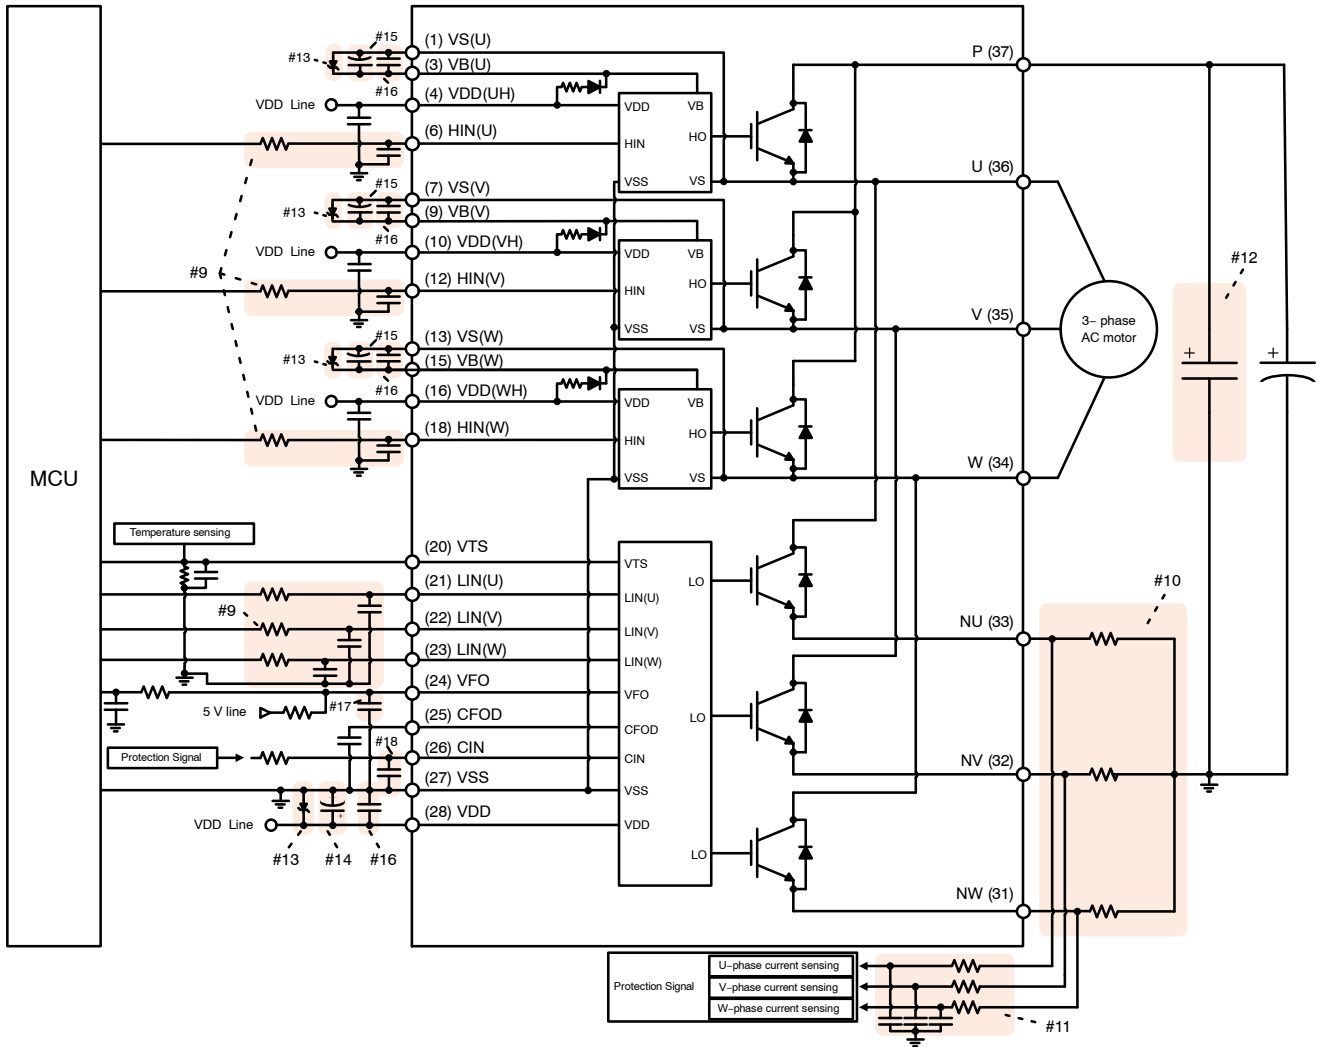 MCU
#15
#13
#16
(1) VS(U)
(3) VB(U)
VDD Line
(4) VDD(UH)
(6) HIN(U)
VDD
VB
HO
HIN
VSS
VS
P (37)
U (36)
#15
#13
#16
(7) VS(V)
(9) VB(V)
VDD Line
(10) VDD(VH)
#9
(12) HIN(V)
VDD
VB
HO
HIN
VSS
VS
V (35)
3– phase
AC motor
#12
+
+
#15
#13
#16
(13) VS(W)
(15) VB(W)
VDD Line
(16) VDD(WH)
(18) HIN(W)
VDD
VB
HO
HIN
VSS
VS
W (34)
Temperature sensing
(20) VTS
(21) LIN(U)
#9
(22) LIN(V)
(23) LIN(W)
(24) VFO
5 V line
#17
(25) CFOD
Protection Signal
#18
(26) CIN
(27) VSS
VDD Line
+
(28) VDD
#13
#14
#16
VTS
LIN(U)
LIN(V)
LIN(W)
VFO
CFOD
CIN
VSS
VDD
LO
LO
LO
#10
NU (33)
NV (32)
NW (31)
Protection Signal
U–phase current sensing
V–phase current sensing
W–phase current sensing
#11